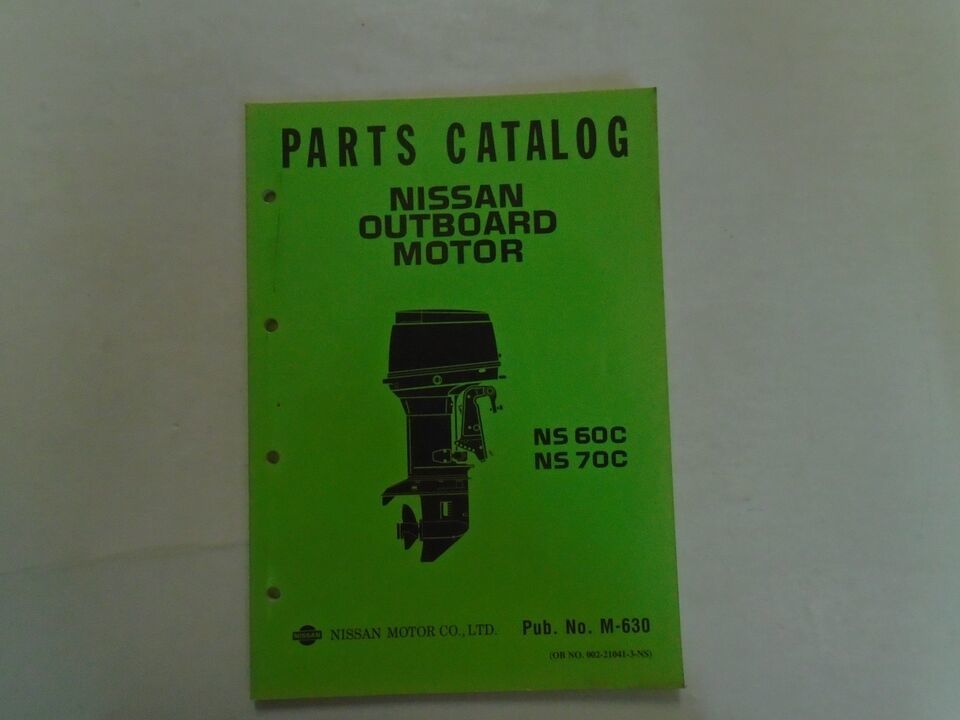 PARTS CATALOG
NISSAN
OUTBOARD
MOTOR
NS 60C
NS 70C
NISSAN
NISSAN MOTOR CO., LTD.
Pub. No. M-630
(OB NO. 002-21041-3-NS)